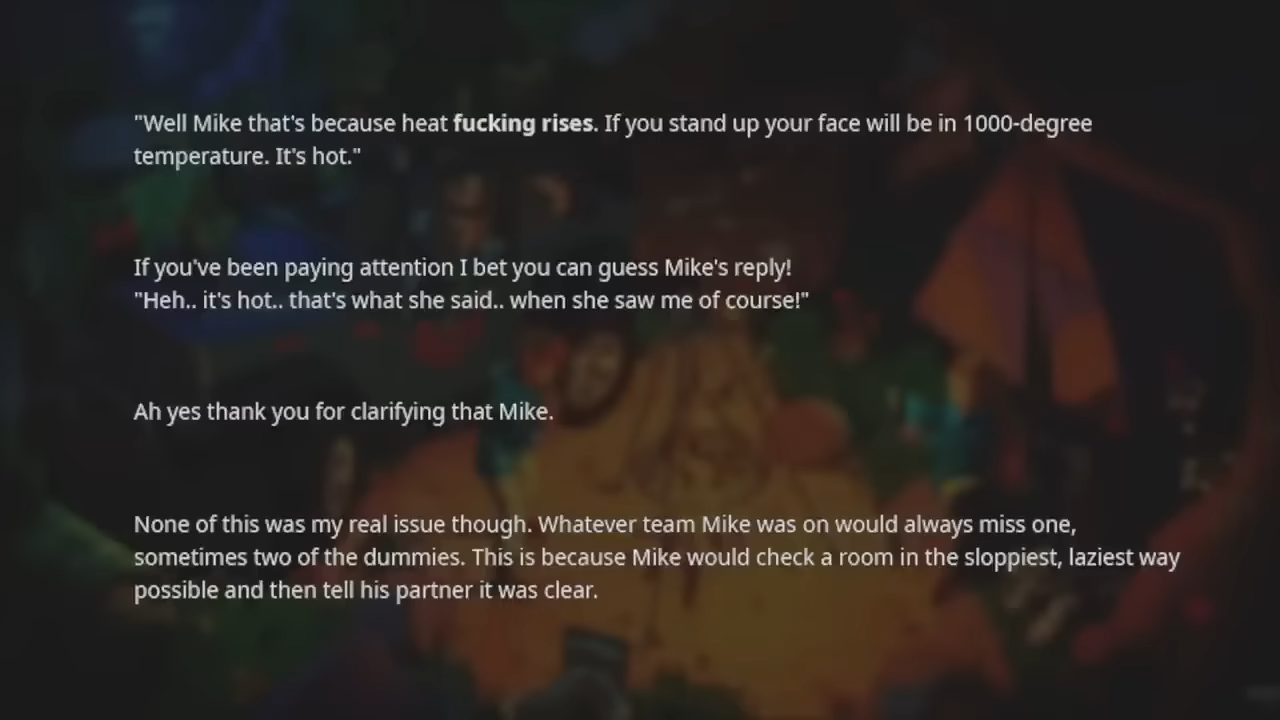 "Well Mike that's because heat fucking rises. If you stand up your face will be in 1000-degree
temperature. It's hot."
If you've been paying attention I bet you can guess Mike's reply!
"Heh.. it's hot.. that's what she said.. when she saw me of course!"
Ah yes thank you for clarifying that Mike.
None of this was my real issue though. Whatever team Mike was on would always miss one,
sometimes two of the dummies. This is because Mike would check a room in the sloppiest, laziest way
possible and then tell his partner it was clear.